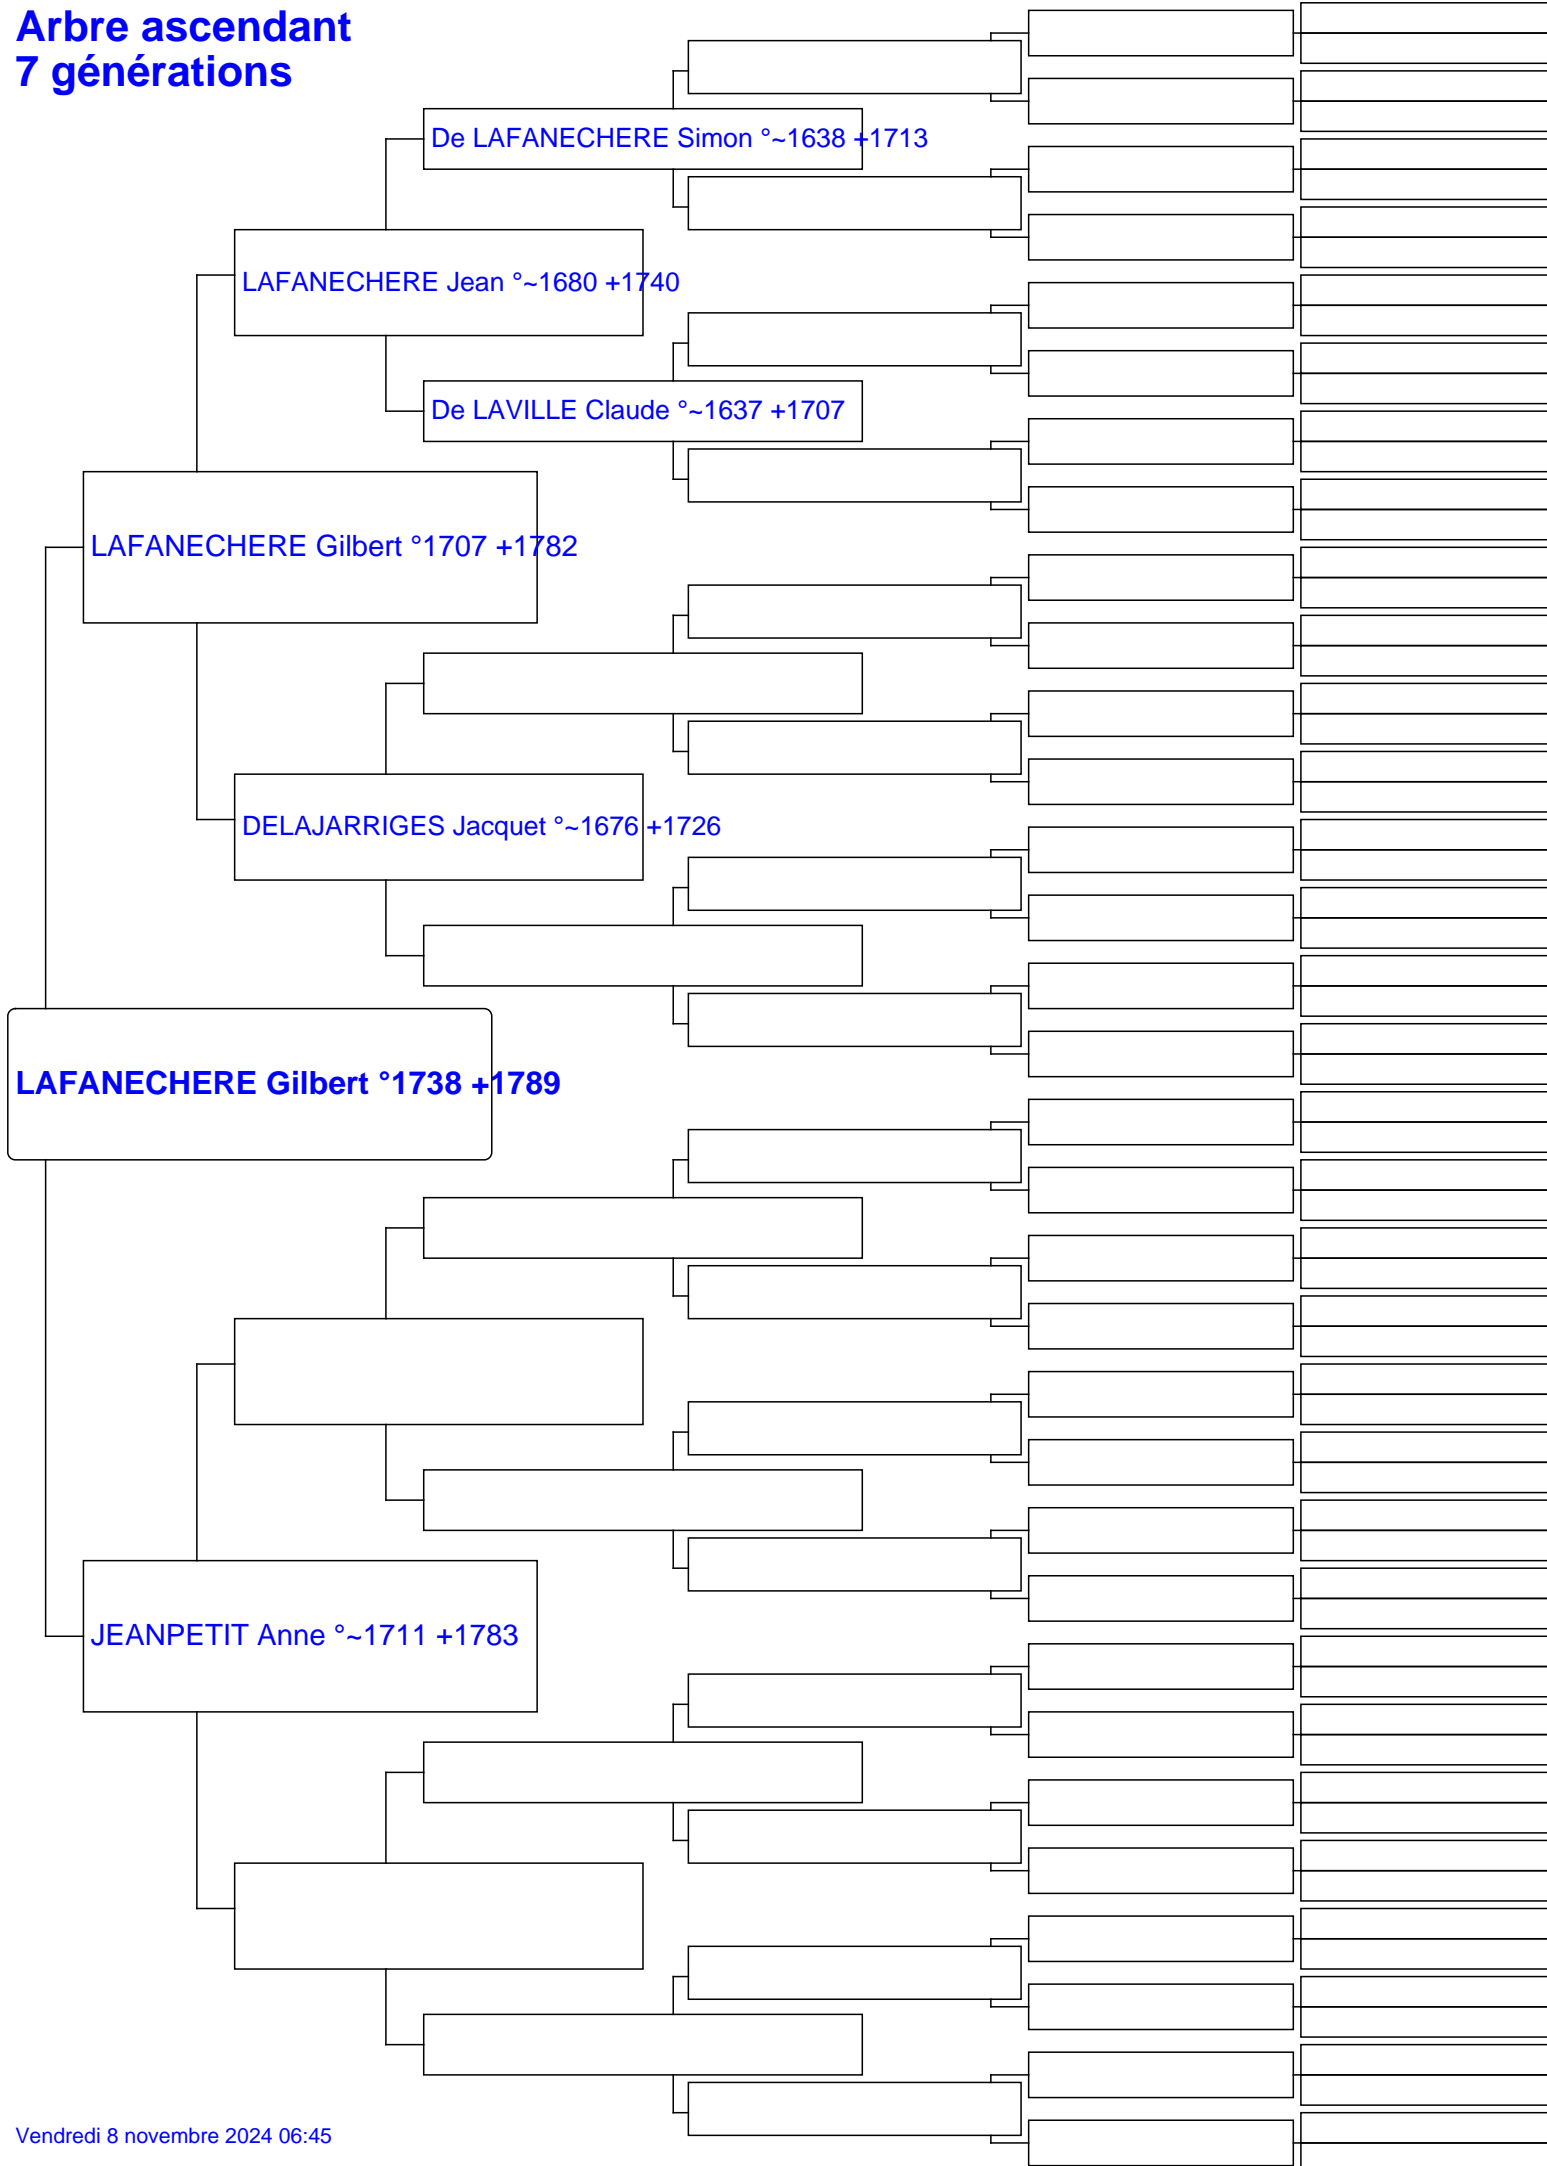 Arbre ascendant
7 générations
De LAFANECHERE Simon °~1638 +1713
LAFANECHERE Jean °~1680 +1740
De LAVILLE Claude °~1637 +1707
LAFANECHERE Gilbert °1707 +1782
DELAJARRIGES Jacquet °~1676 +1726
LAFANECHERE Gilbert °1738 +1789
JEANPETIT Anne °~1711 +1783
Vendredi 8 novembre 2024 06:45